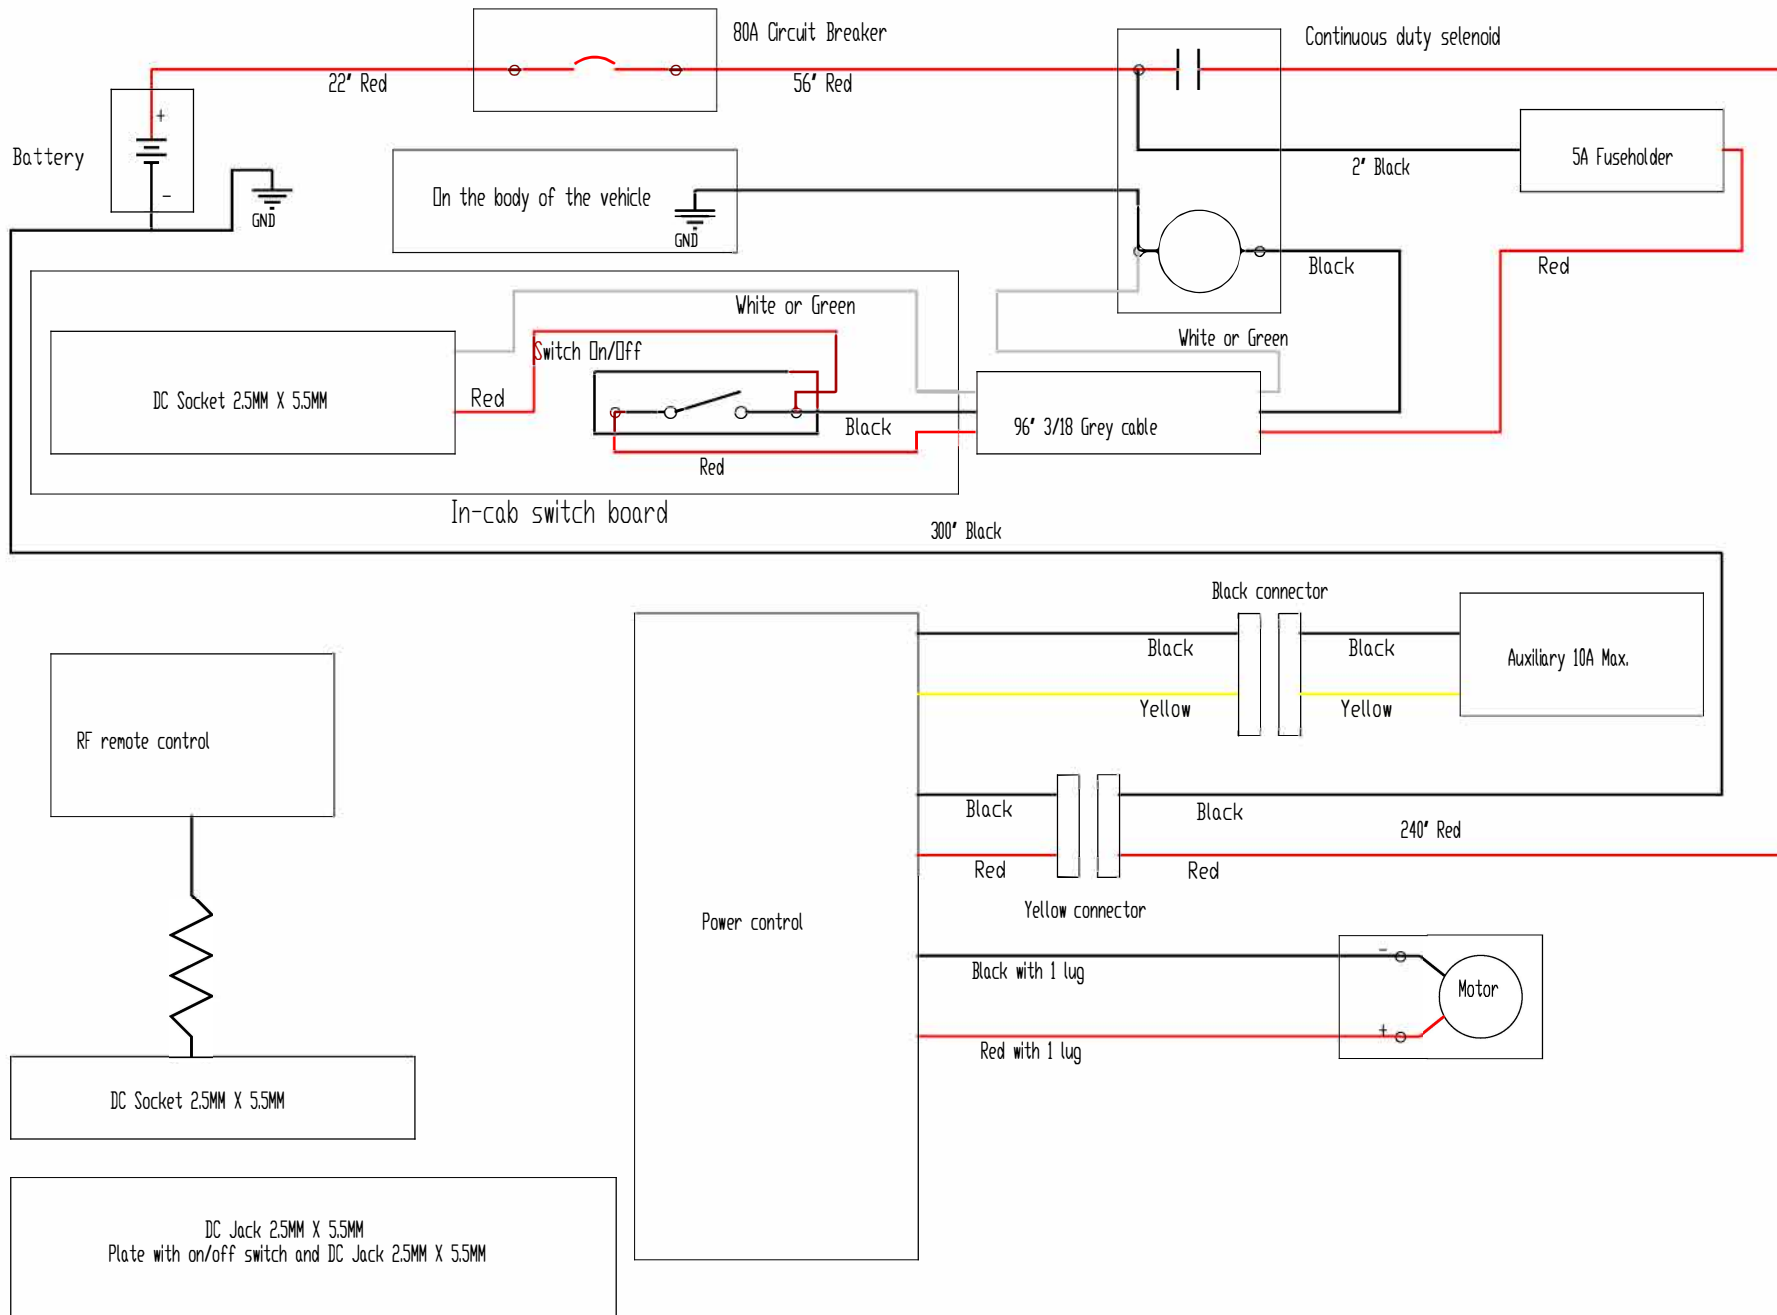 80A Circuit Breaker
Continuous duty selenoid
22" Red
56" Red
+
Battery
-
GND
On the body of the vehicle
GND
2" Black
5A Fuseholder
Black
Red
White or Green
White or Green
Switch On/Off
DC Socket 2.5MM X 5.5MM
Red
Black
96" 3/18 Grey cable
Red
In-cab switch board
300" Black
Black connector
Black
Black
Auxiliary 10A Max.
Yellow
Yellow
RF remote control
Black
Black
240" Red
Red
Red
Yellow connector
Power control
-
Black with 1 lug
Motor
+
Red with 1 lug
DC Socket 2.5MM X 5.5MM
DC Jack 2.5MM X 5.5MM
Plate with on/off switch and DC Jack 2.5MM X 5.5MM